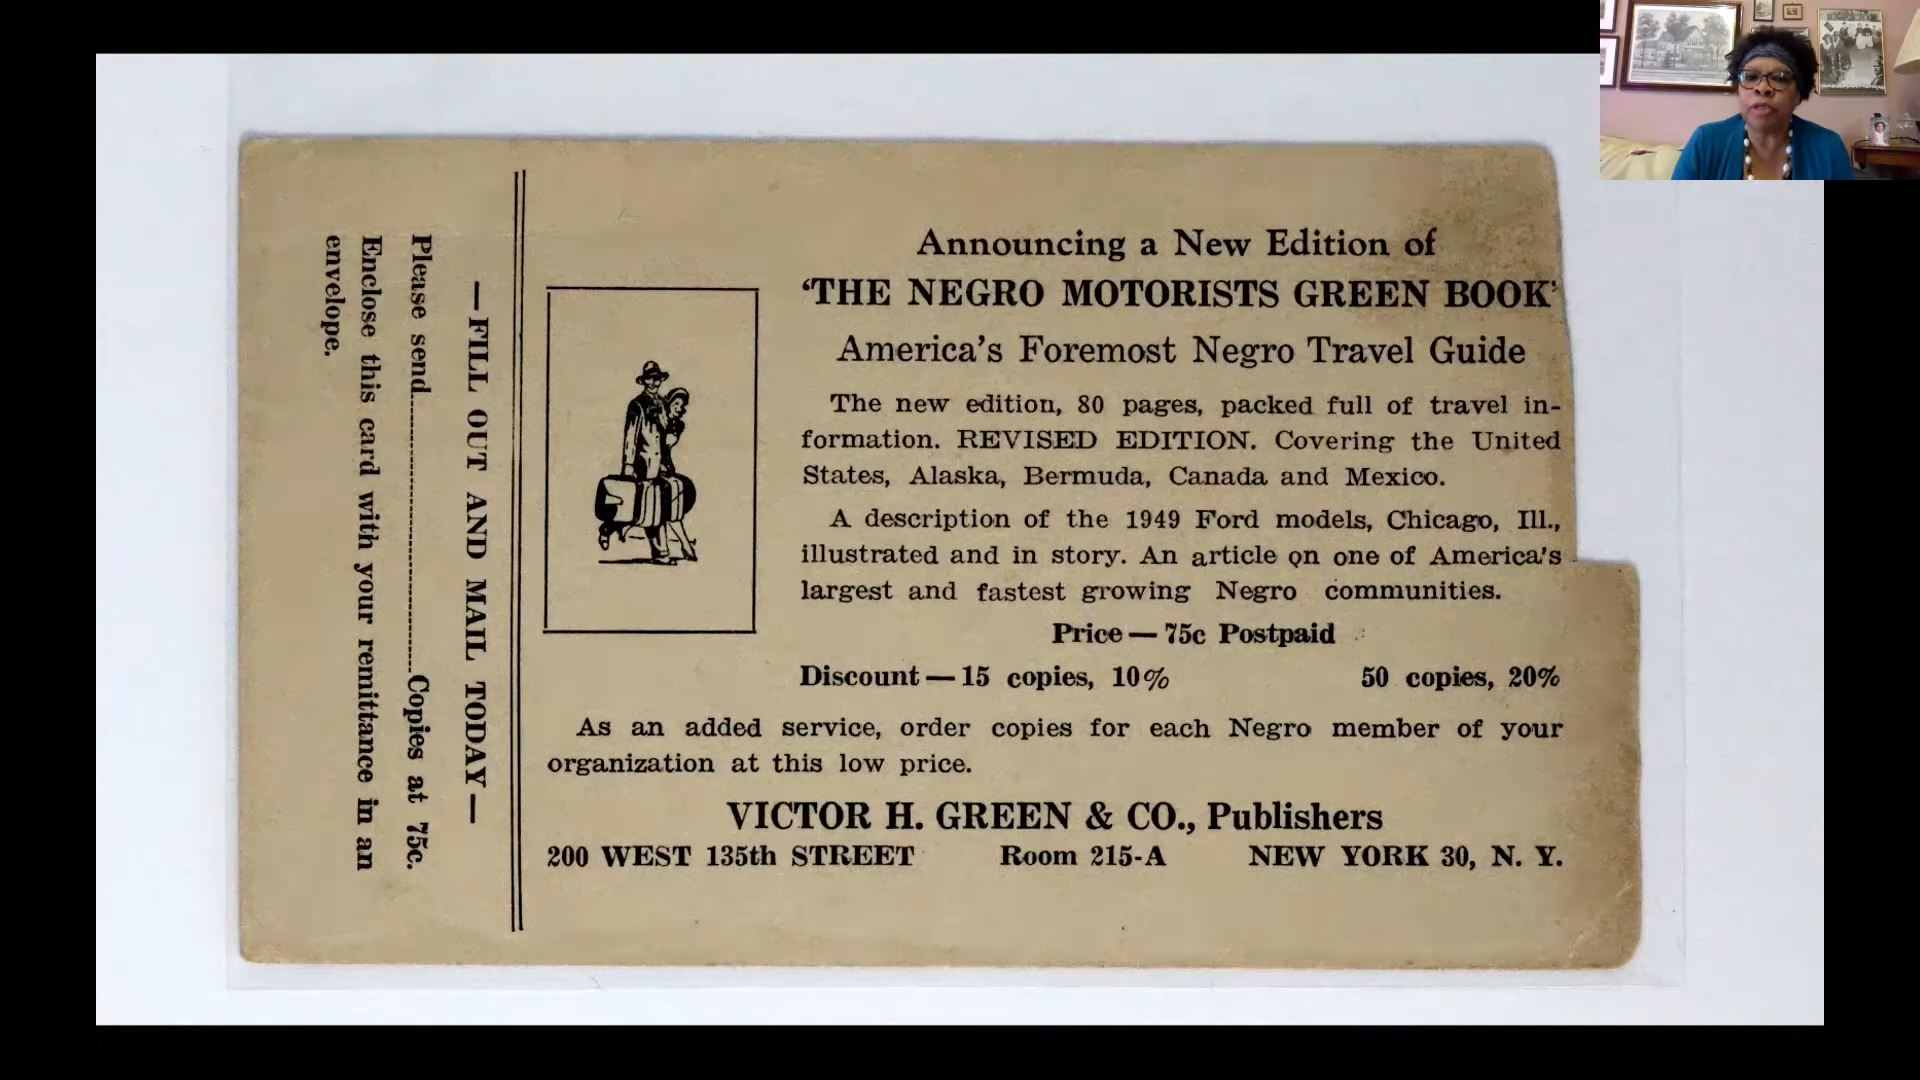 —FILL OUT AND MAIL TODAY—
Please send........................Copies at 75c.
Enclose this card with your remittance in an
envelope.
Announcing a New Edition of
‘THE NEGRO MOTORISTS GREEN BOOK’
America’s Foremost Negro Travel Guide
The new edition, 80 pages, packed full of travel in-
formation. REVISED EDITION. Covering the United
States, Alaska, Bermuda, Canada and Mexico.
A description of the 1949 Ford models, Chicago, Ill.,
illustrated and in story. An article on one of America’s
largest and fastest growing Negro communities.
Price — 75c Postpaid
Discount — 15 copies, 10% 50 copies, 20%
As an added service, order copies for each Negro member of your
organization at this low price.
VICTOR H. GREEN & CO., Publishers
200 WEST 135th STREET Room 215-A NEW YORK 30, N. Y.